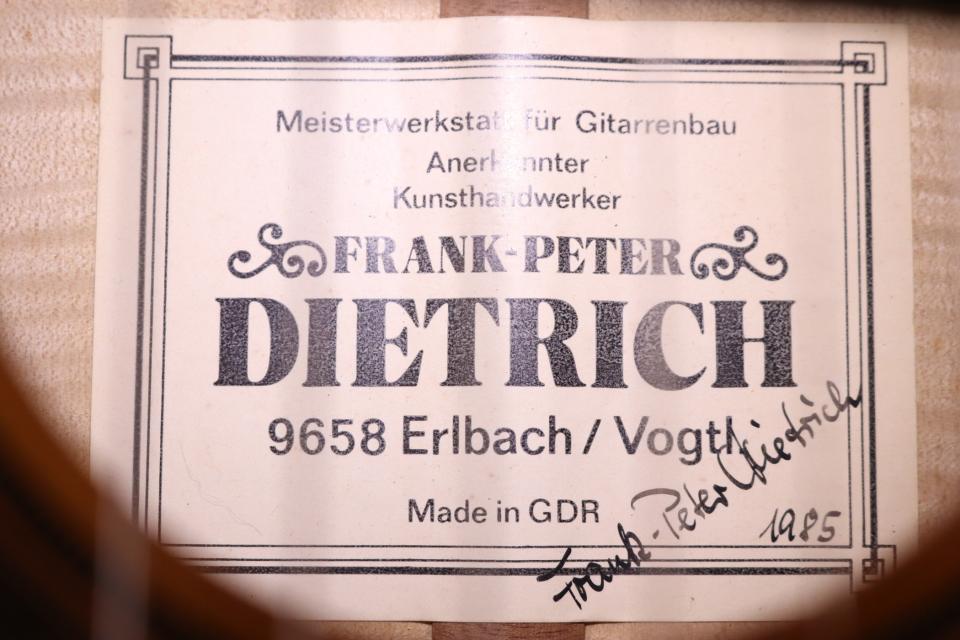 Meisterwerkstatt für Gitarrenbau
Anerkannter
Kunsthandwerker
FRANK-PETER
DIETRICH
9658 Erlbach / Vogtl.
Made in GDR
Frank-Peter Dietrich
1985